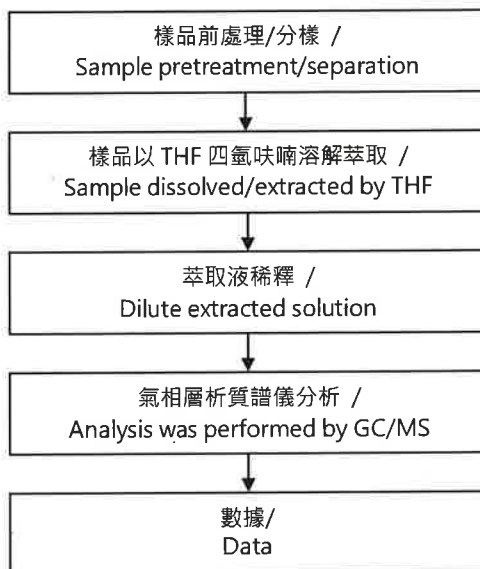 樣品前處理/分樣 /
Sample pretreatment/separation
樣品以 THF 四氫呋喃溶解萃取 /
Sample dissolved/extracted by THF
萃取液稀釋 /
Dilute extracted solution
氣相層析質譜儀分析 /
Analysis was performed by GC/MS
數據/
Data